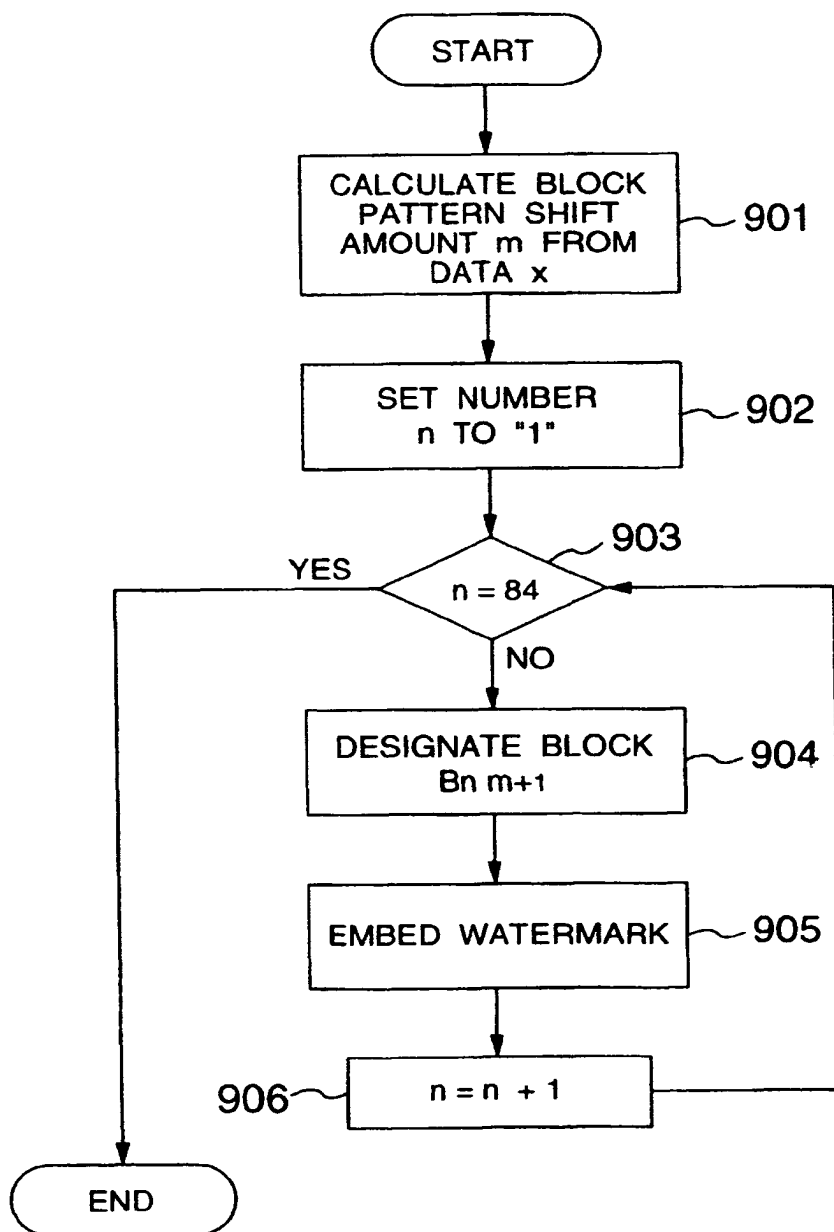 START
CALCULATE BLOCK
PATTERN SHIFT
AMOUNT m FROM
DATA x
901
SET NUMBER
n TO "1"
902
903
YES
n = 84
NO
DESIGNATE BLOCK
Bn m+1
904
EMBED WATERMARK
905
906
n = n + 1
END